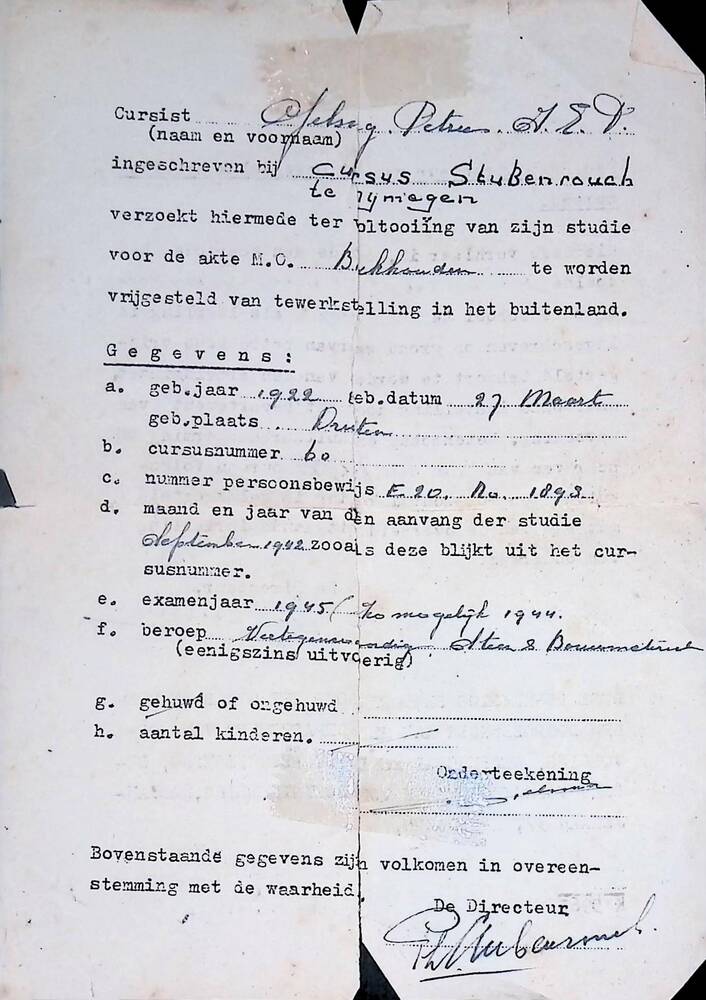 Cursist Petrus. A. E. P.
(naam en voornaam)
ingeschreven bij Cursus Stubenrouch
te Nymegen
verzoekt hiermede ter voltooiing van zijn studie
voor de akte M.O. Boekhouden te worden
vrijgesteld van tewerkstelling in het buitenland.
Gegevens:
a. geb.jaar 1922 geb.datum 27 Maart
geb.plaats Druten
b. cursusnummer 60
c. nummer persoonsbewijs E 20. No. 1893
d. maand en jaar van den aanvang der studie
September 1942 zooals deze blijkt uit het cur-
susnummer.
e. examenjaar 1945/ zo mogelijk 1944.
f. beroep Vertegenwoordig Steen & Bouwmateriaal
(eenigszins uitvoerig)
g. gehuwd of ongehuwd
h. aantal kinderen.
Onderteekening
Bovenstaande gegevens zijn volkomen in overeen-
stemming met de waarheid.
De Directeur